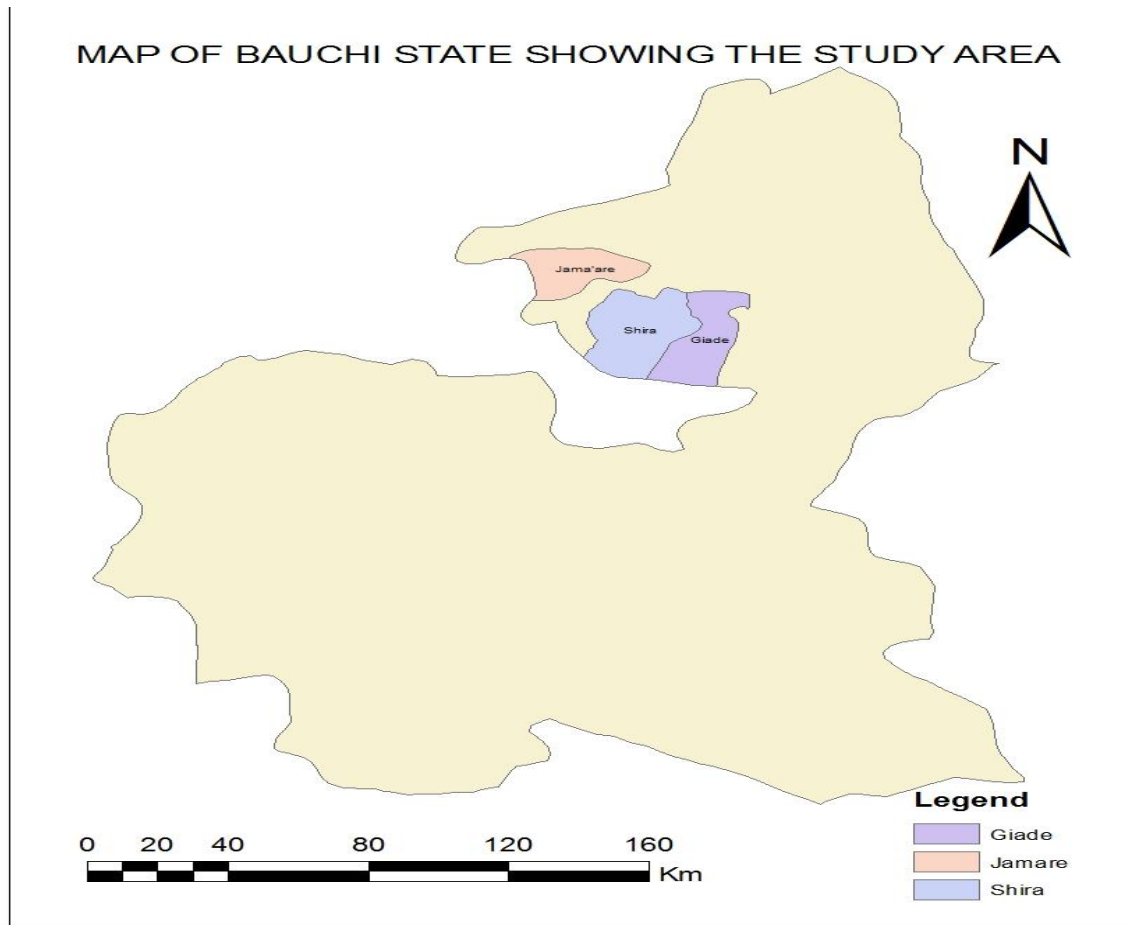 MAP OF BAUCHI STATE SHOWING THE STUDY AREA
N
Jama'are
Shira
Giade
Legend
Giade
Jamare
Shira
0 20 40 80 120 160
Km